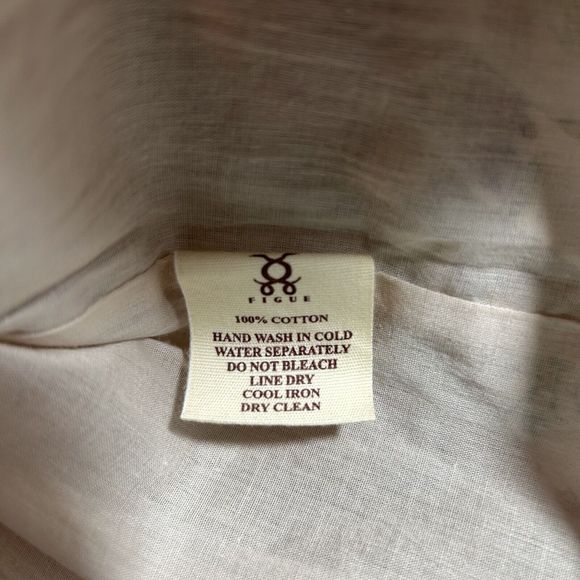 FIGUE
100% COTTON
HAND WASH IN COLD
WATER SEPARATELY
DO NOT BLEACH
LINE DRY
COOL IRON
DRY CLEAN